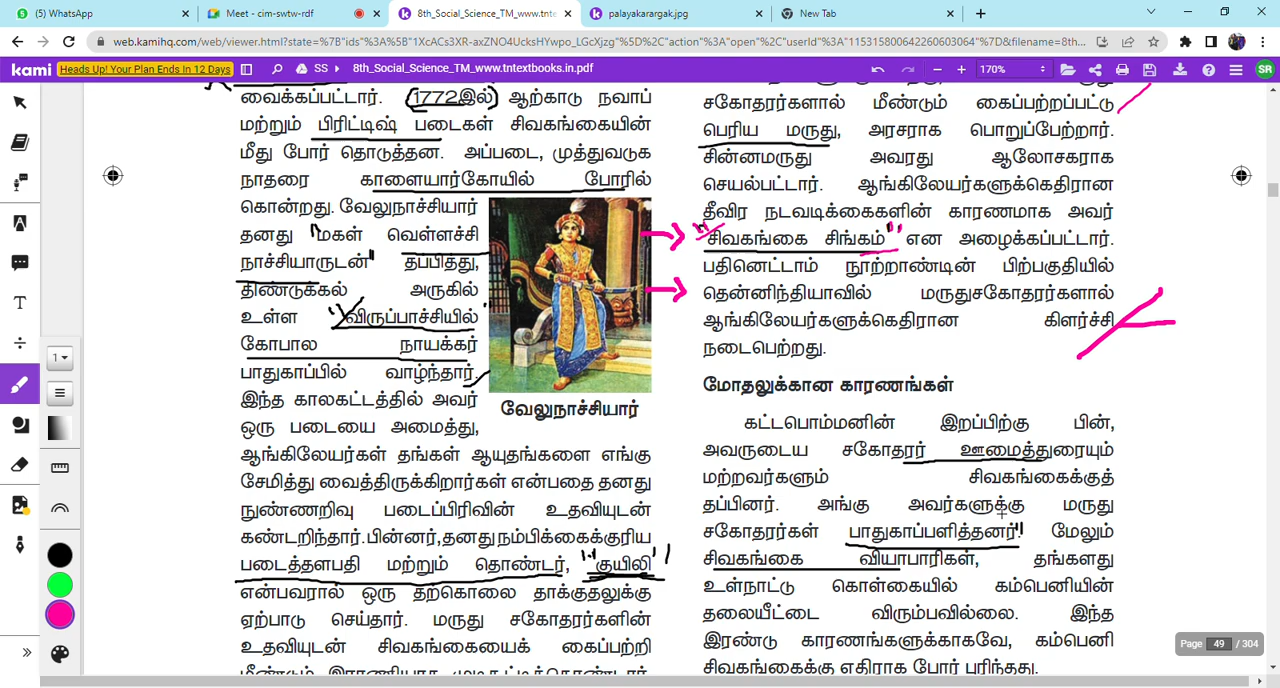 (5) WhatsApp
Meet - cim-swtw-rdf
8th_Social_Science_TM_www.tnte
palayakarargak.jpg
New Tab
web.kamihq.com/web/viewer.html?state=%7B"ids"%3A%5B"1XcACs3XR-axZNO4UcksHYwpo_LGcXjzg"%5D%2C"action"%3A"open"%2C"userId"%3A"115315800642260603064"%7D&filename=8th...
kami Heads Up! Your Plan Ends In 12 Days
SS
8th_Social_Science_TM_www.tntextbooks.in.pdf
170%
SR
வைக்கப்பட்டார். 1772இல் ஆற்காடு நவாப்
மற்றும் பிரிட்டிஷ் படைகள் சிவகங்கையின்
மீது போர் தொடுத்தன. அப்படை, முத்துவடுக
நாதரை காளையார்கோயில் போரில்
கொன்றது. வேலுநாச்சியார்
தனது மகள் வெள்ளச்சி
நாச்சியாருடன் தப்பித்து,
திண்டுக்கல் அருகில்
உள்ள விருப்பாச்சியில்
கோபால நாயக்கர்
பாதுகாப்பில் வாழ்ந்தார்.
இந்த காலகட்டத்தில் அவர்
ஒரு படையை அமைத்து,
ஆங்கிலேயர்கள் தங்கள் ஆயுதங்களை எங்கு
சேமித்து வைத்திருக்கிறார்கள் என்பதை தனது
நுண்ணறிவு படைப்பிரிவின் உதவியுடன்
கண்டறிந்தார். பின்னர், தனது நம்பிக்கைக்குரிய
படைத்தளபதி மற்றும் தொண்டர், குயிலி
என்பவரால் ஒரு தற்கொலை தாக்குதலுக்கு
ஏற்பாடு செய்தார். மருது சகோதரர்களின்
உதவியுடன் சிவகங்கையைக் கைப்பற்றி
மீண்டும் இராணியாக முடிசூட்டிக்கொண்டார்.
வேலுநாச்சியார்
சகோதரர்களால் மீண்டும் கைப்பற்றப்பட்டு
பெரிய மருது, அரசராக பொறுப்பேற்றார்.
சின்னமருது அவரது ஆலோசகராக
செயல்பட்டார். ஆங்கிலேயர்களுக்கெதிரான
தீவிர நடவடிக்கைகளின் காரணமாக அவர்
"சிவகங்கை சிங்கம்" என அழைக்கப்பட்டார்.
பதினெட்டாம் நூற்றாண்டின் பிற்பகுதியில்
தென்னிந்தியாவில் மருதுசகோதரர்களால்
ஆங்கிலேயர்களுக்கெதிரான கிளர்ச்சி
நடைபெற்றது.
மோதலுக்கான காரணங்கள்
கட்டபொம்மனின் இறப்பிற்கு பின்,
அவருடைய சகோதரர் ஊமைத்துரையும்
மற்றவர்களும் சிவகங்கைக்குத்
தப்பினர். அங்கு அவர்களுக்கு மருது
சகோதரர்கள் பாதுகாப்பளித்தனர். மேலும்
சிவகங்கை வியாபாரிகள், தங்களது
உள்நாட்டு கொள்கையில் கம்பெனியின்
தலையீட்டை விரும்பவில்லை. இந்த
இரண்டு காரணங்களுக்காகவே, கம்பெனி
சிவகங்கைக்கு எதிராக போர் புரிந்தது.
Page 49 / 304
1